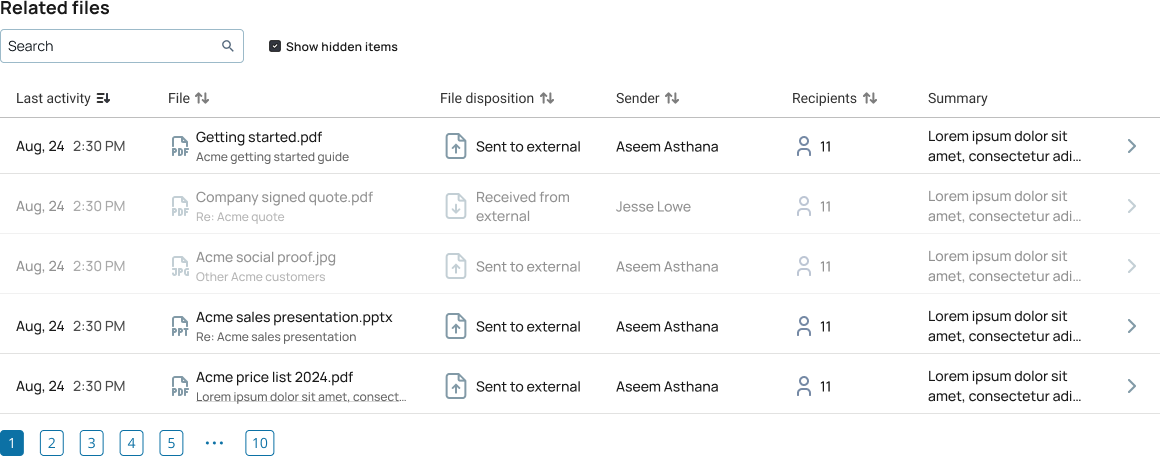 Related files
Search
Show hidden items
Last activity File File disposition Sender Recipients Summary
Aug, 24 2:30 PM PDF Getting started.pdf Sent to external Aseem Asthana 11 Lorem ipsum dolor sit
Acme getting started guide amet, consectetur adi...
Aug, 24 2:30 PM PDF Company signed quote.pdf Received from Jesse Lowe 11 Lorem ipsum dolor sit
Re: Acme quote external amet, consectetur adi...
Aug, 24 2:30 PM JPG Acme social proof.jpg Sent to external Aseem Asthana 11 Lorem ipsum dolor sit
Other Acme customers amet, consectetur adi...
Aug, 24 2:30 PM PPT Acme sales presentation.pptx Sent to external Aseem Asthana 11 Lorem ipsum dolor sit
Re: Acme sales presentation amet, consectetur adi...
Aug, 24 2:30 PM PDF Acme price list 2024.pdf Sent to external Aseem Asthana 11 Lorem ipsum dolor sit
Lorem ipsum dolor sit amet, consect... amet, consectetur adi...
1 2 3 4 5 ••• 10